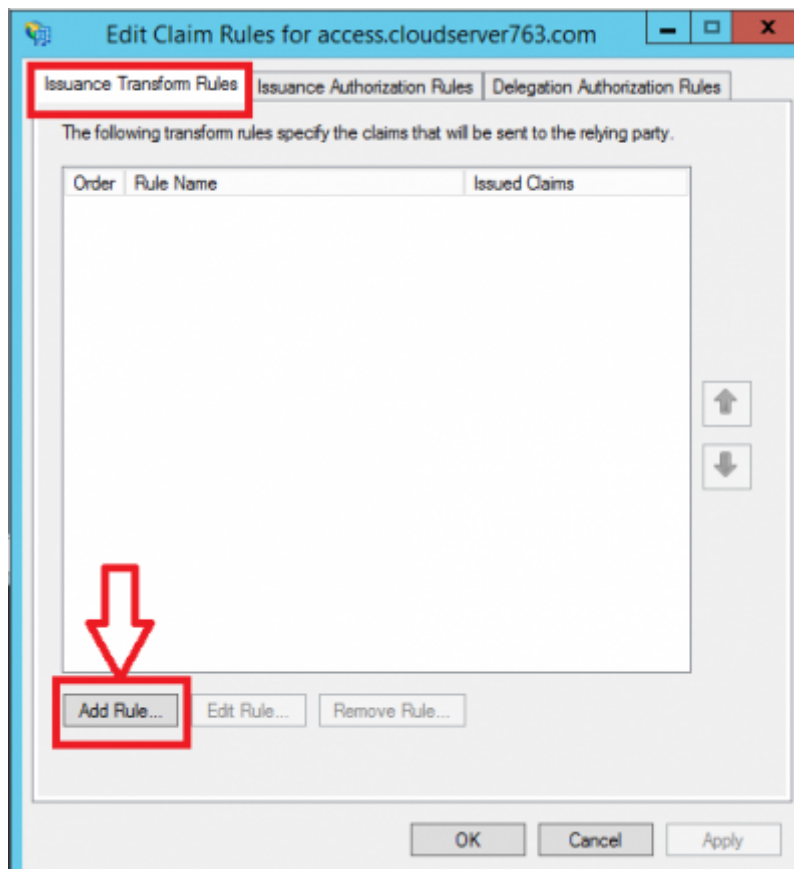 Edit Claim Rules for access.cloudserver763.com
Issuance Transform Rules Issuance Authorization Rules Delegation Authorization Rules
The following transform rules specify the claims that will be sent to the relying party.
Order Rule Name Issued Claims
Add Rule... Edit Rule... Remove Rule...
OK Cancel Apply